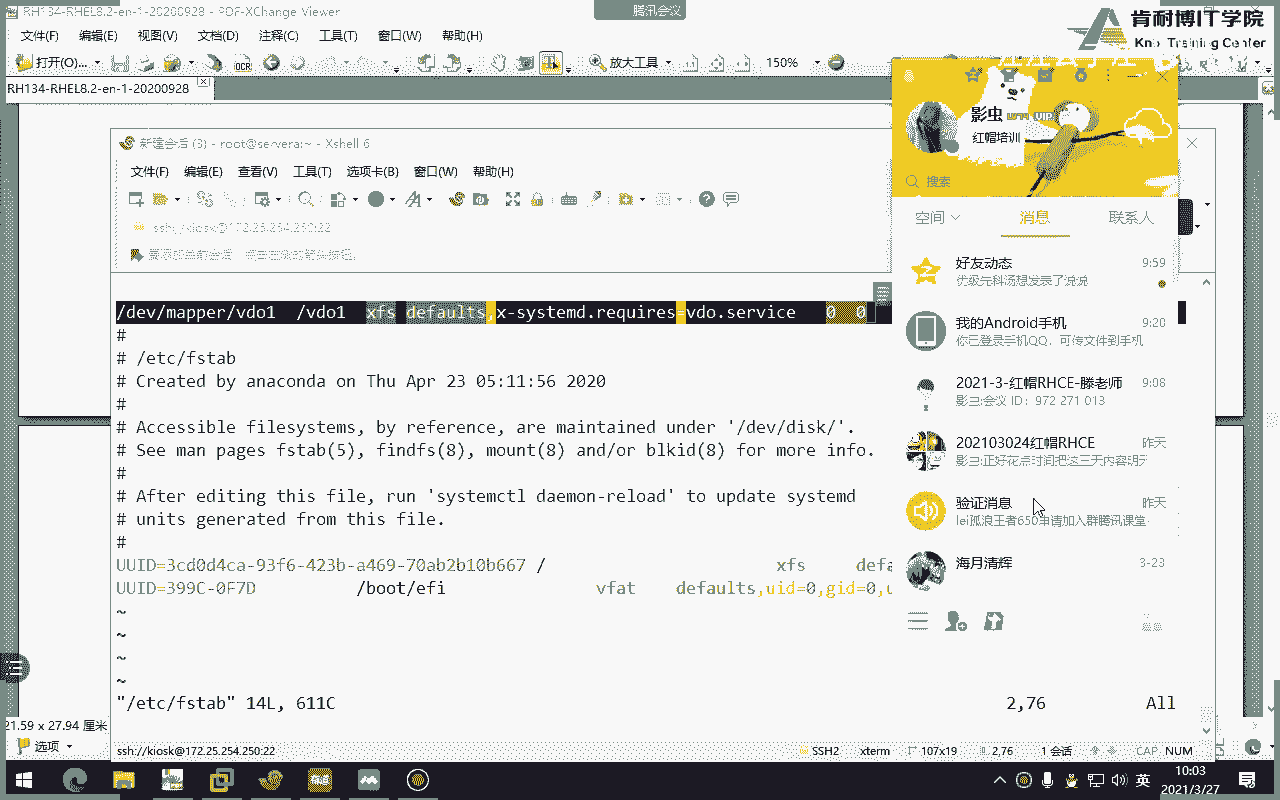 RH134-RHEL8.2-en-1-20200928 - PDF-XChange Viewer
腾讯会议
肯耐博IT学院
Knb Training Center
文件(F) 编辑(E) 视图(V) 文档(D) 注释(C) 工具(T) 窗口(W) 帮助(H)
打开(O)... OCR 放大工具 150%
RH134-RHEL8.2-en-1-20200928
新建会话 (3) - root@servera:~ - Xshell 6
文件(F) 编辑(E) 查看(V) 工具(T) 选项卡(B) 窗口(W) 帮助(H)
ssh://kiosk@172.25.254.250:22
/dev/mapper/vdo1 /vdo1 xfs defaults,x-systemd.requires=vdo.service 0 0
#
# /etc/fstab
# Created by anaconda on Thu Apr 23 05:11:56 2020
#
# Accessible filesystems, by reference, are maintained under '/dev/disk/'.
# See man pages fstab(5), findfs(8), mount(8) and/or blkid(8) for more info.
#
# After editing this file, run 'systemctl daemon-reload' to update systemd
# units generated from this file.
#
UUID=3cd0d4ca-93f6-423b-a469-70ab2b10b667 / xfs defa
UUID=399C-0F7D /boot/efi vfat defaults,uid=0,gid=0,u
~
~
~
~
"/etc/fstab" 14L, 611C 2,76 All
影虫
VIP
红帽培训
搜索
空间 消息 联系人
好友动态 9:59
优级先科汤想发表了说说
我的Android手机 9:20
你已登录手机QQ，可传文件到手机
2021-3-红帽RHCE-滕老师 9:08
影虫:会议 ID：972 271 013
202103024红帽RHCE 昨天
影虫:正好花点时间把这三天内容明天
验证消息 昨天
lei孤浪王者650申请加入群腾讯课堂
海月清辉 3-23
21.59 x 27.94 厘米
选项
ssh://kiosk@172.25.254.250:22 SSH2 xterm 107x19 2,76 1 会话 CAP NUM
英
10:03
2021/3/27